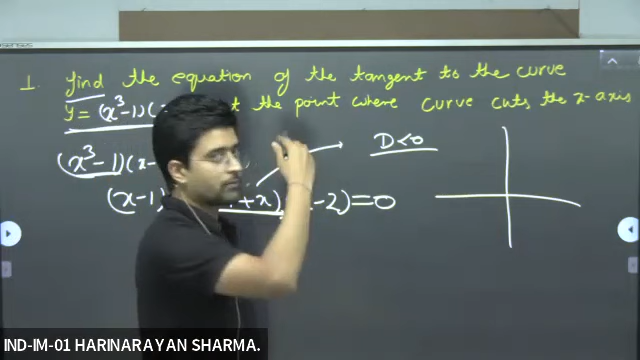 1. find the equation of the tangent to the curve
y = (x³-1)(x the point where curve cuts the x-axis
(x³-1)(x- D<0
(x-1) +x) -2)=0
IND-IM-01 HARINARAYAN SHARMA.